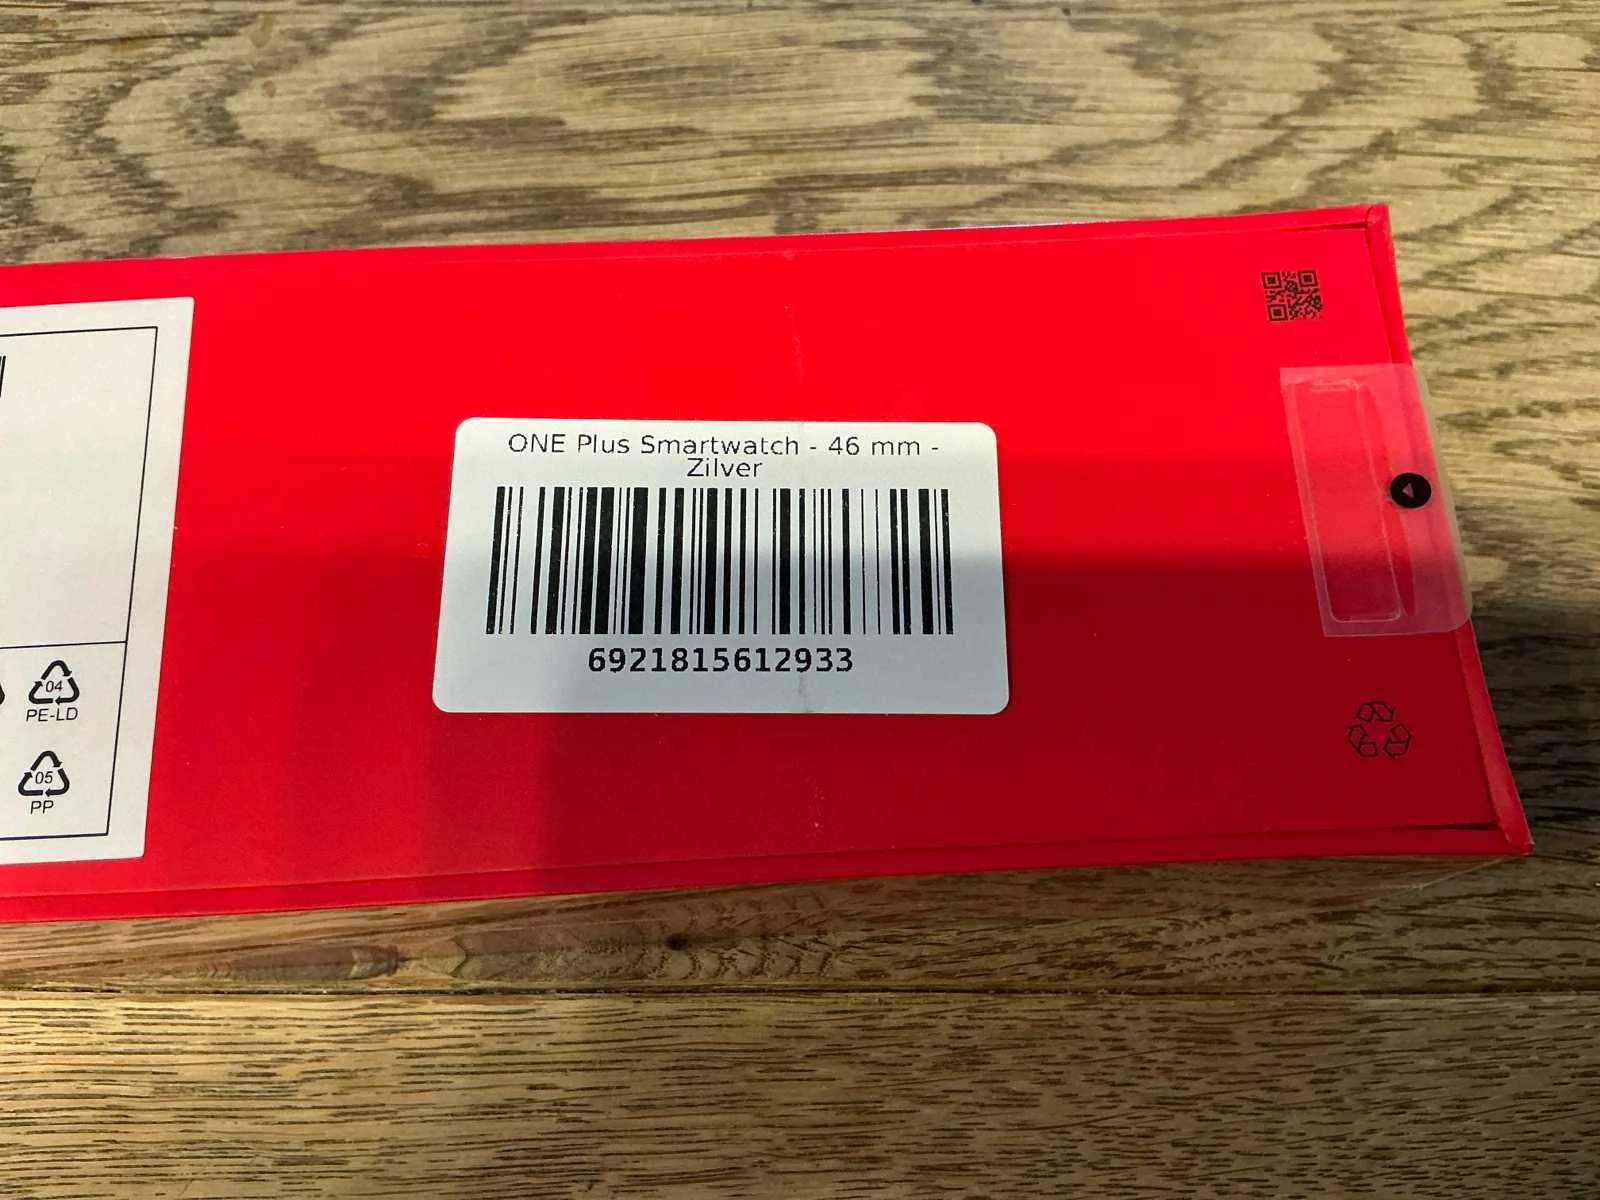 ONE Plus Smartwatch - 46 mm -
Zilver
6921815612933
04
PE-LD
05
PP